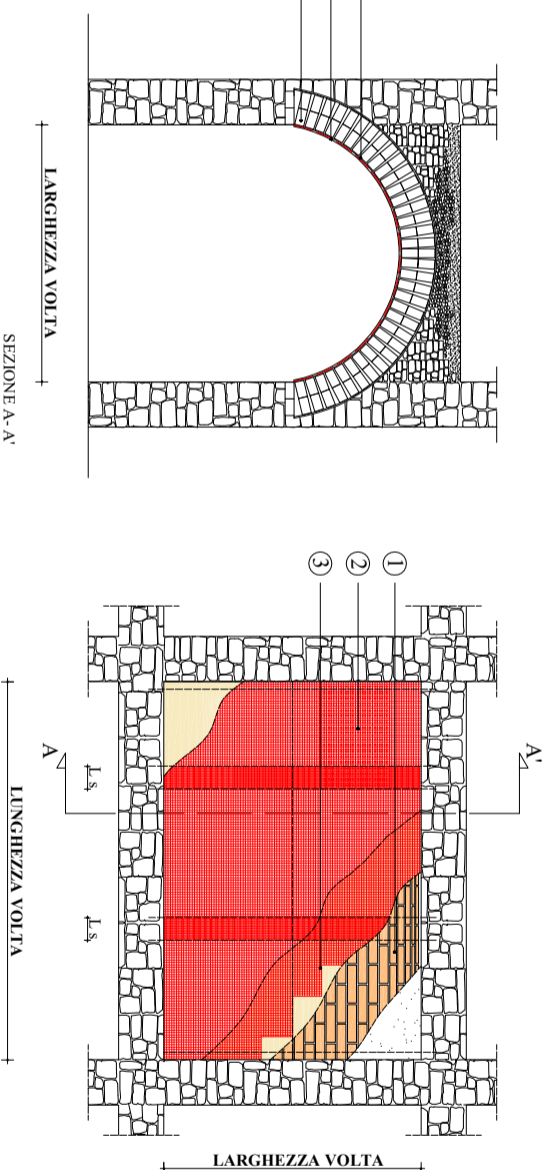 LARGHEZZA VOLTA
SEZIONE A- A'
1
2
3
A'
A
Ls
Ls
LUNGHEZZA VOLTA
LARGHEZZA VOLTA